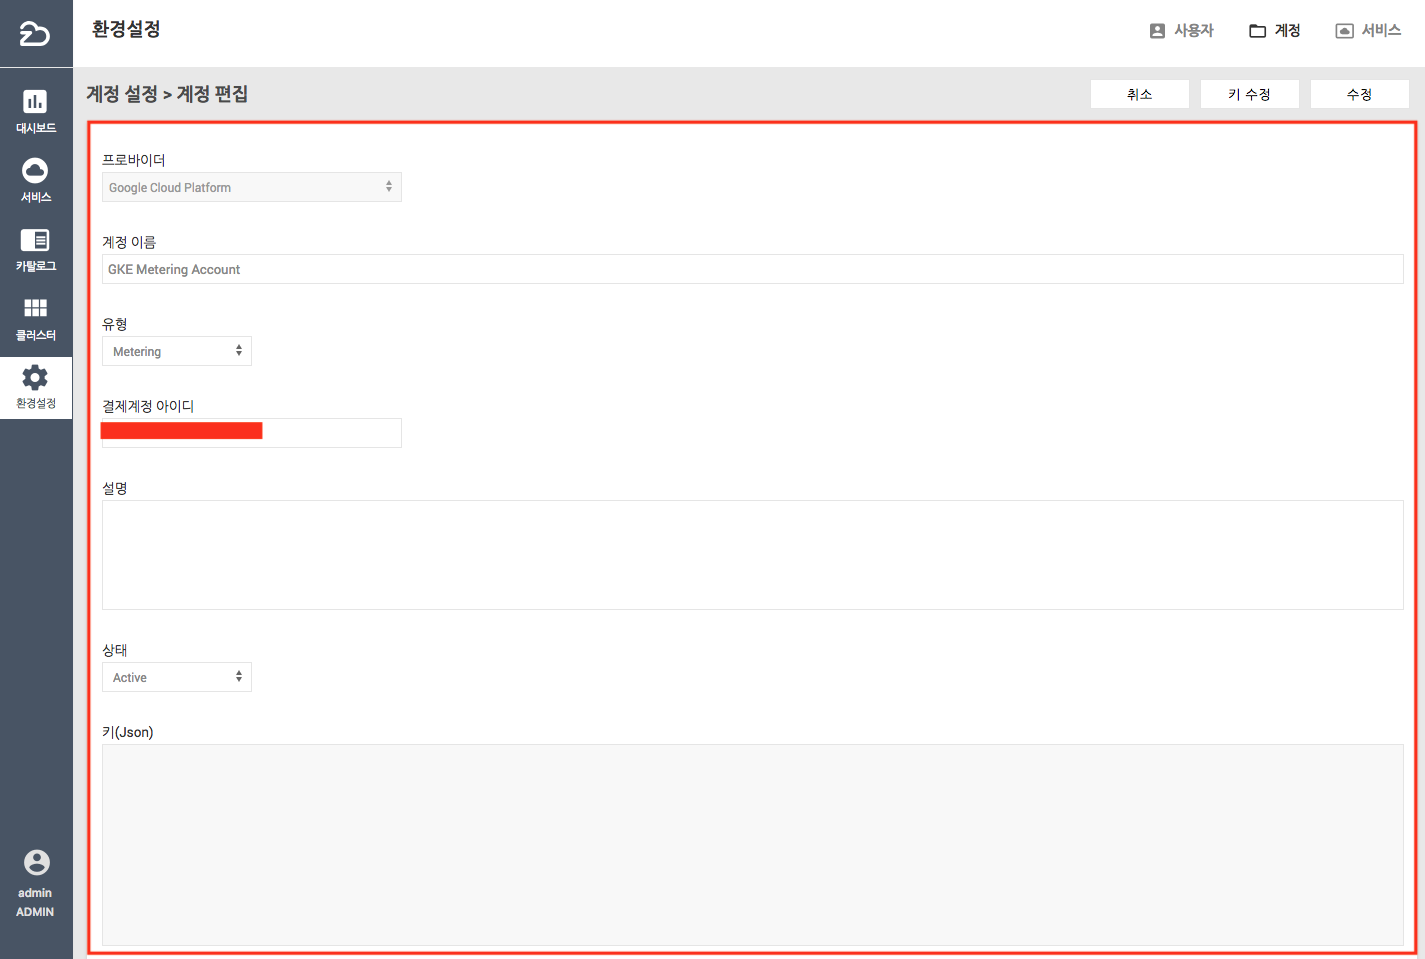 환경설정
사용자
계정
서비스
대시보드
서비스
카탈로그
클러스터
환경설정
admin
ADMIN
계정 설정 > 계정 편집
취소
키 수정
수정
프로바이더
Google Cloud Platform
계정 이름
GKE Metering Account
유형
Metering
결제계정 아이디
설명
상태
Active
키(Json)